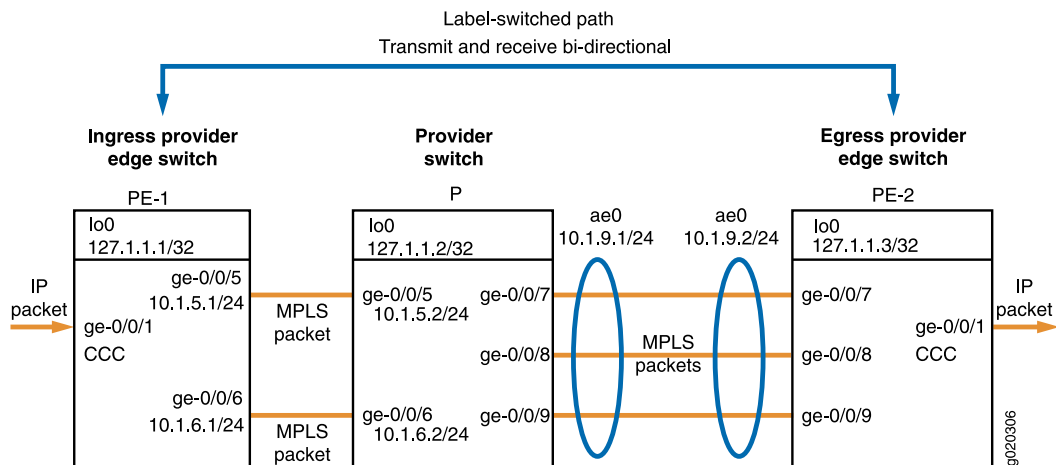 Label-switched path
Transmit and receive bi-directional
Ingress provider
edge switch
Provider
switch
Egress provider
edge switch
PE-1
P
PE-2
lo0
127.1.1.1/32
lo0
127.1.1.2/32
ae0
10.1.9.1/24
ae0
10.1.9.2/24
lo0
127.1.1.3/32
IP
packet
ge-0/0/1
CCC
ge-0/0/5
10.1.5.1/24
MPLS
packet
ge-0/0/5
10.1.5.2/24
ge-0/0/7
ge-0/0/7
ge-0/0/8
MPLS
packets
ge-0/0/8
ge-0/0/1
CCC
IP
packet
ge-0/0/6
10.1.6.1/24
MPLS
packet
ge-0/0/6
10.1.6.2/24
ge-0/0/9
ge-0/0/9
g020306